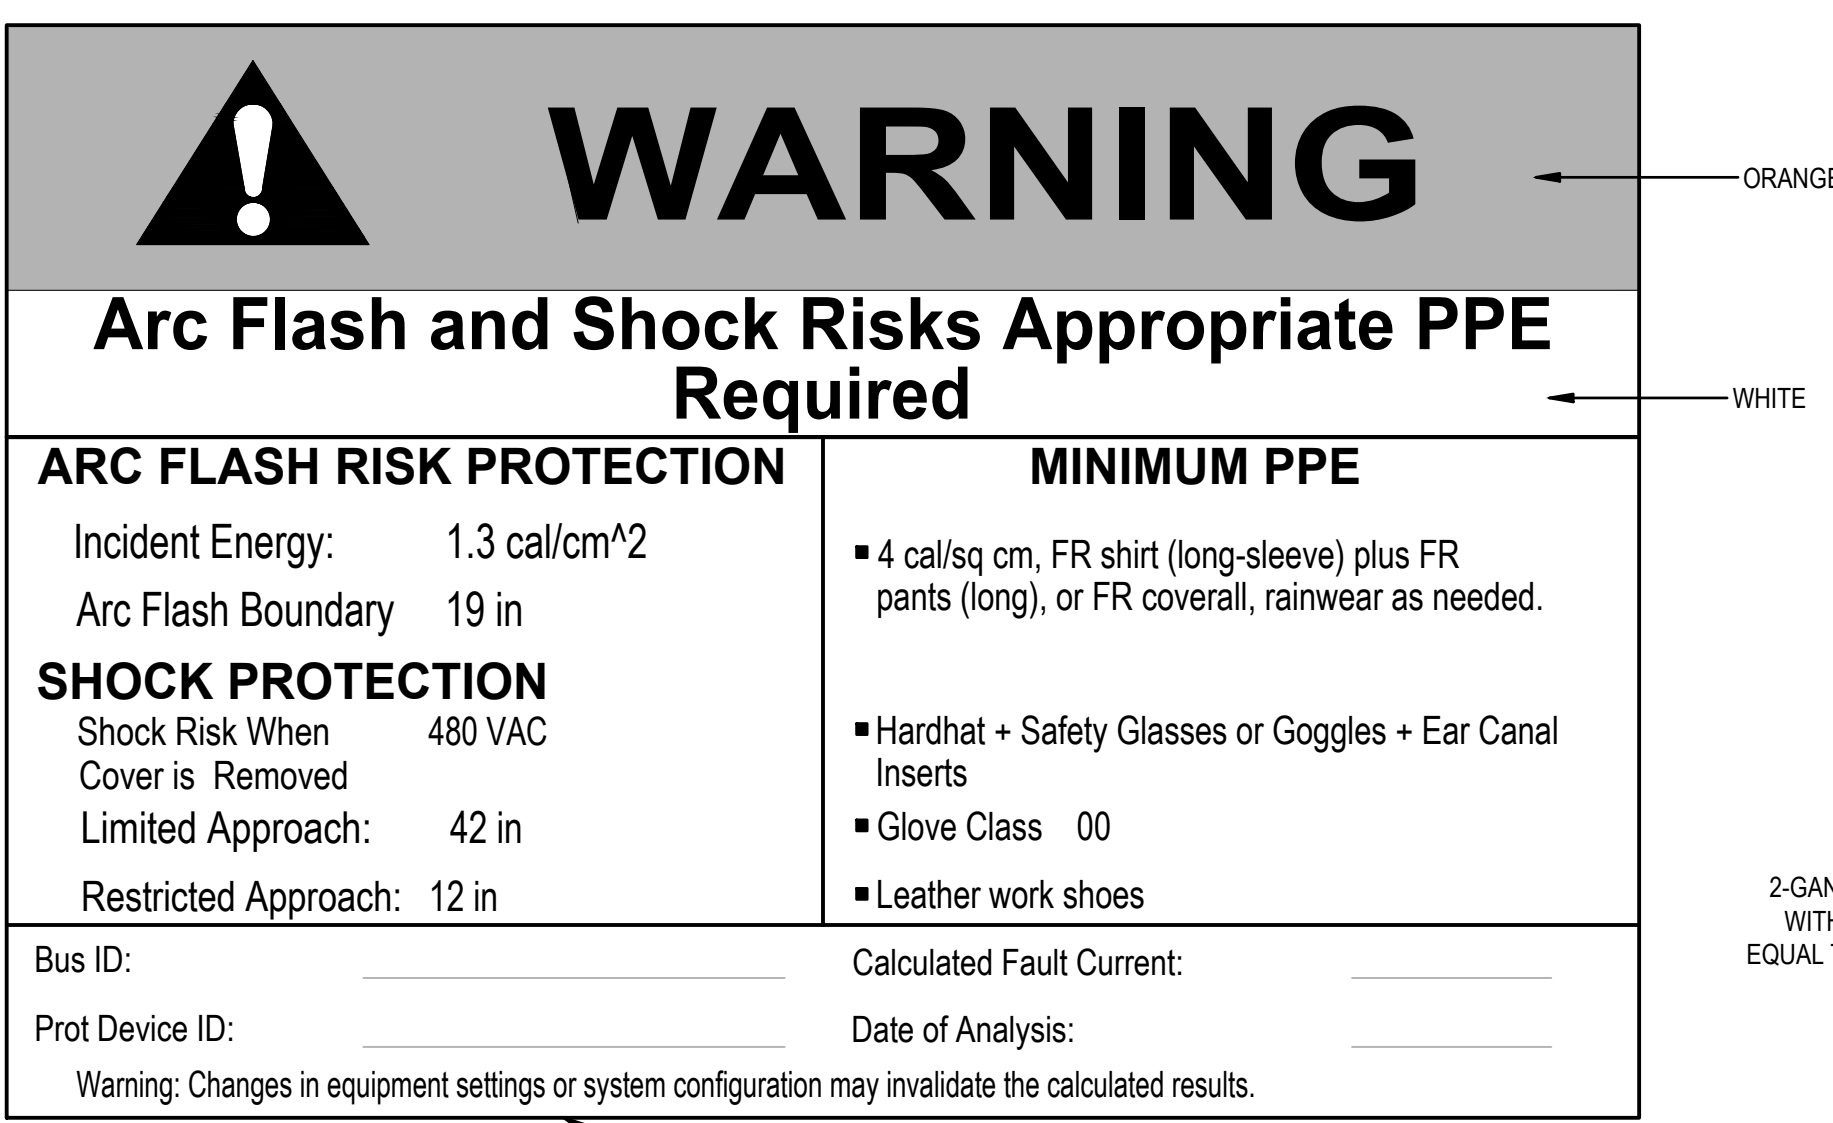 WARNING
ORANGE
Arc Flash and Shock Risks Appropriate PPE
Required
WHITE
ARC FLASH RISK PROTECTION
Incident Energy: 1.3 cal/cm^2
Arc Flash Boundary 19 in
SHOCK PROTECTION
Shock Risk When 480 VAC
Cover is Removed
Limited Approach: 42 in
Restricted Approach: 12 in
MINIMUM PPE
▪ 4 cal/sq cm, FR shirt (long-sleeve) plus FR
pants (long), or FR coverall, rainwear as needed.
▪ Hardhat + Safety Glasses or Goggles + Ear Canal
Inserts
▪ Glove Class 00
▪ Leather work shoes
2-GAN
WITH
EQUAL
Bus ID:
Calculated Fault Current:
Prot Device ID:
Date of Analysis:
Warning: Changes in equipment settings or system configuration may invalidate the calculated results.